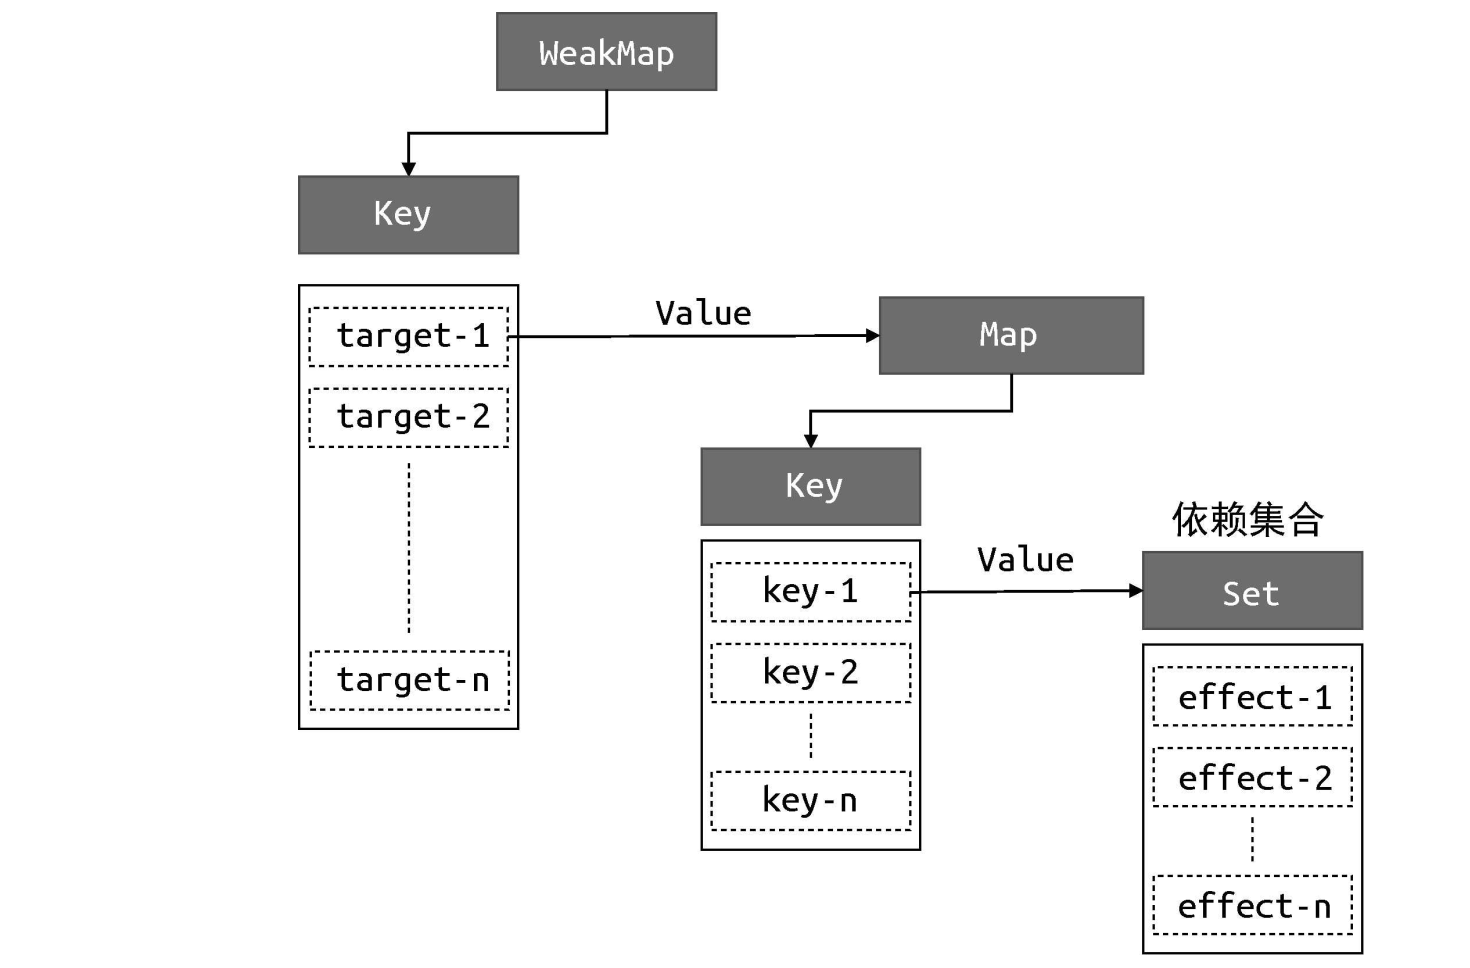 WeakMap
Key
target-1
target-2
target-n
Value
Map
Key
key-1
key-2
key-n
Value
依赖集合
Set
effect-1
effect-2
effect-n